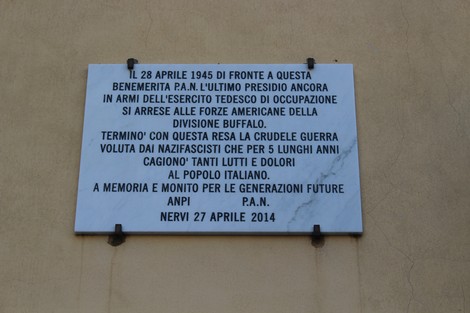 IL 28 APRILE 1945 DI FRONTE A QUESTA
BENEMERITA P.A.N. L'ULTIMO PRESIDIO ANCORA
IN ARMI DELL'ESERCITO TEDESCO DI OCCUPAZIONE
SI ARRESE ALLE FORZE AMERICANE DELLA
DIVISIONE BUFFALO.
TERMINO' CON QUESTA RESA LA CRUDELE GUERRA
VOLUTA DAI NAZIFASCISTI CHE PER 5 LUNGHI ANNI
CAGIONO' TANTI LUTTI E DOLORI
AL POPOLO ITALIANO.
A MEMORIA E MONITO PER LE GENERAZIONI FUTURE
ANPI P.A.N.
NERVI 27 APRILE 2014